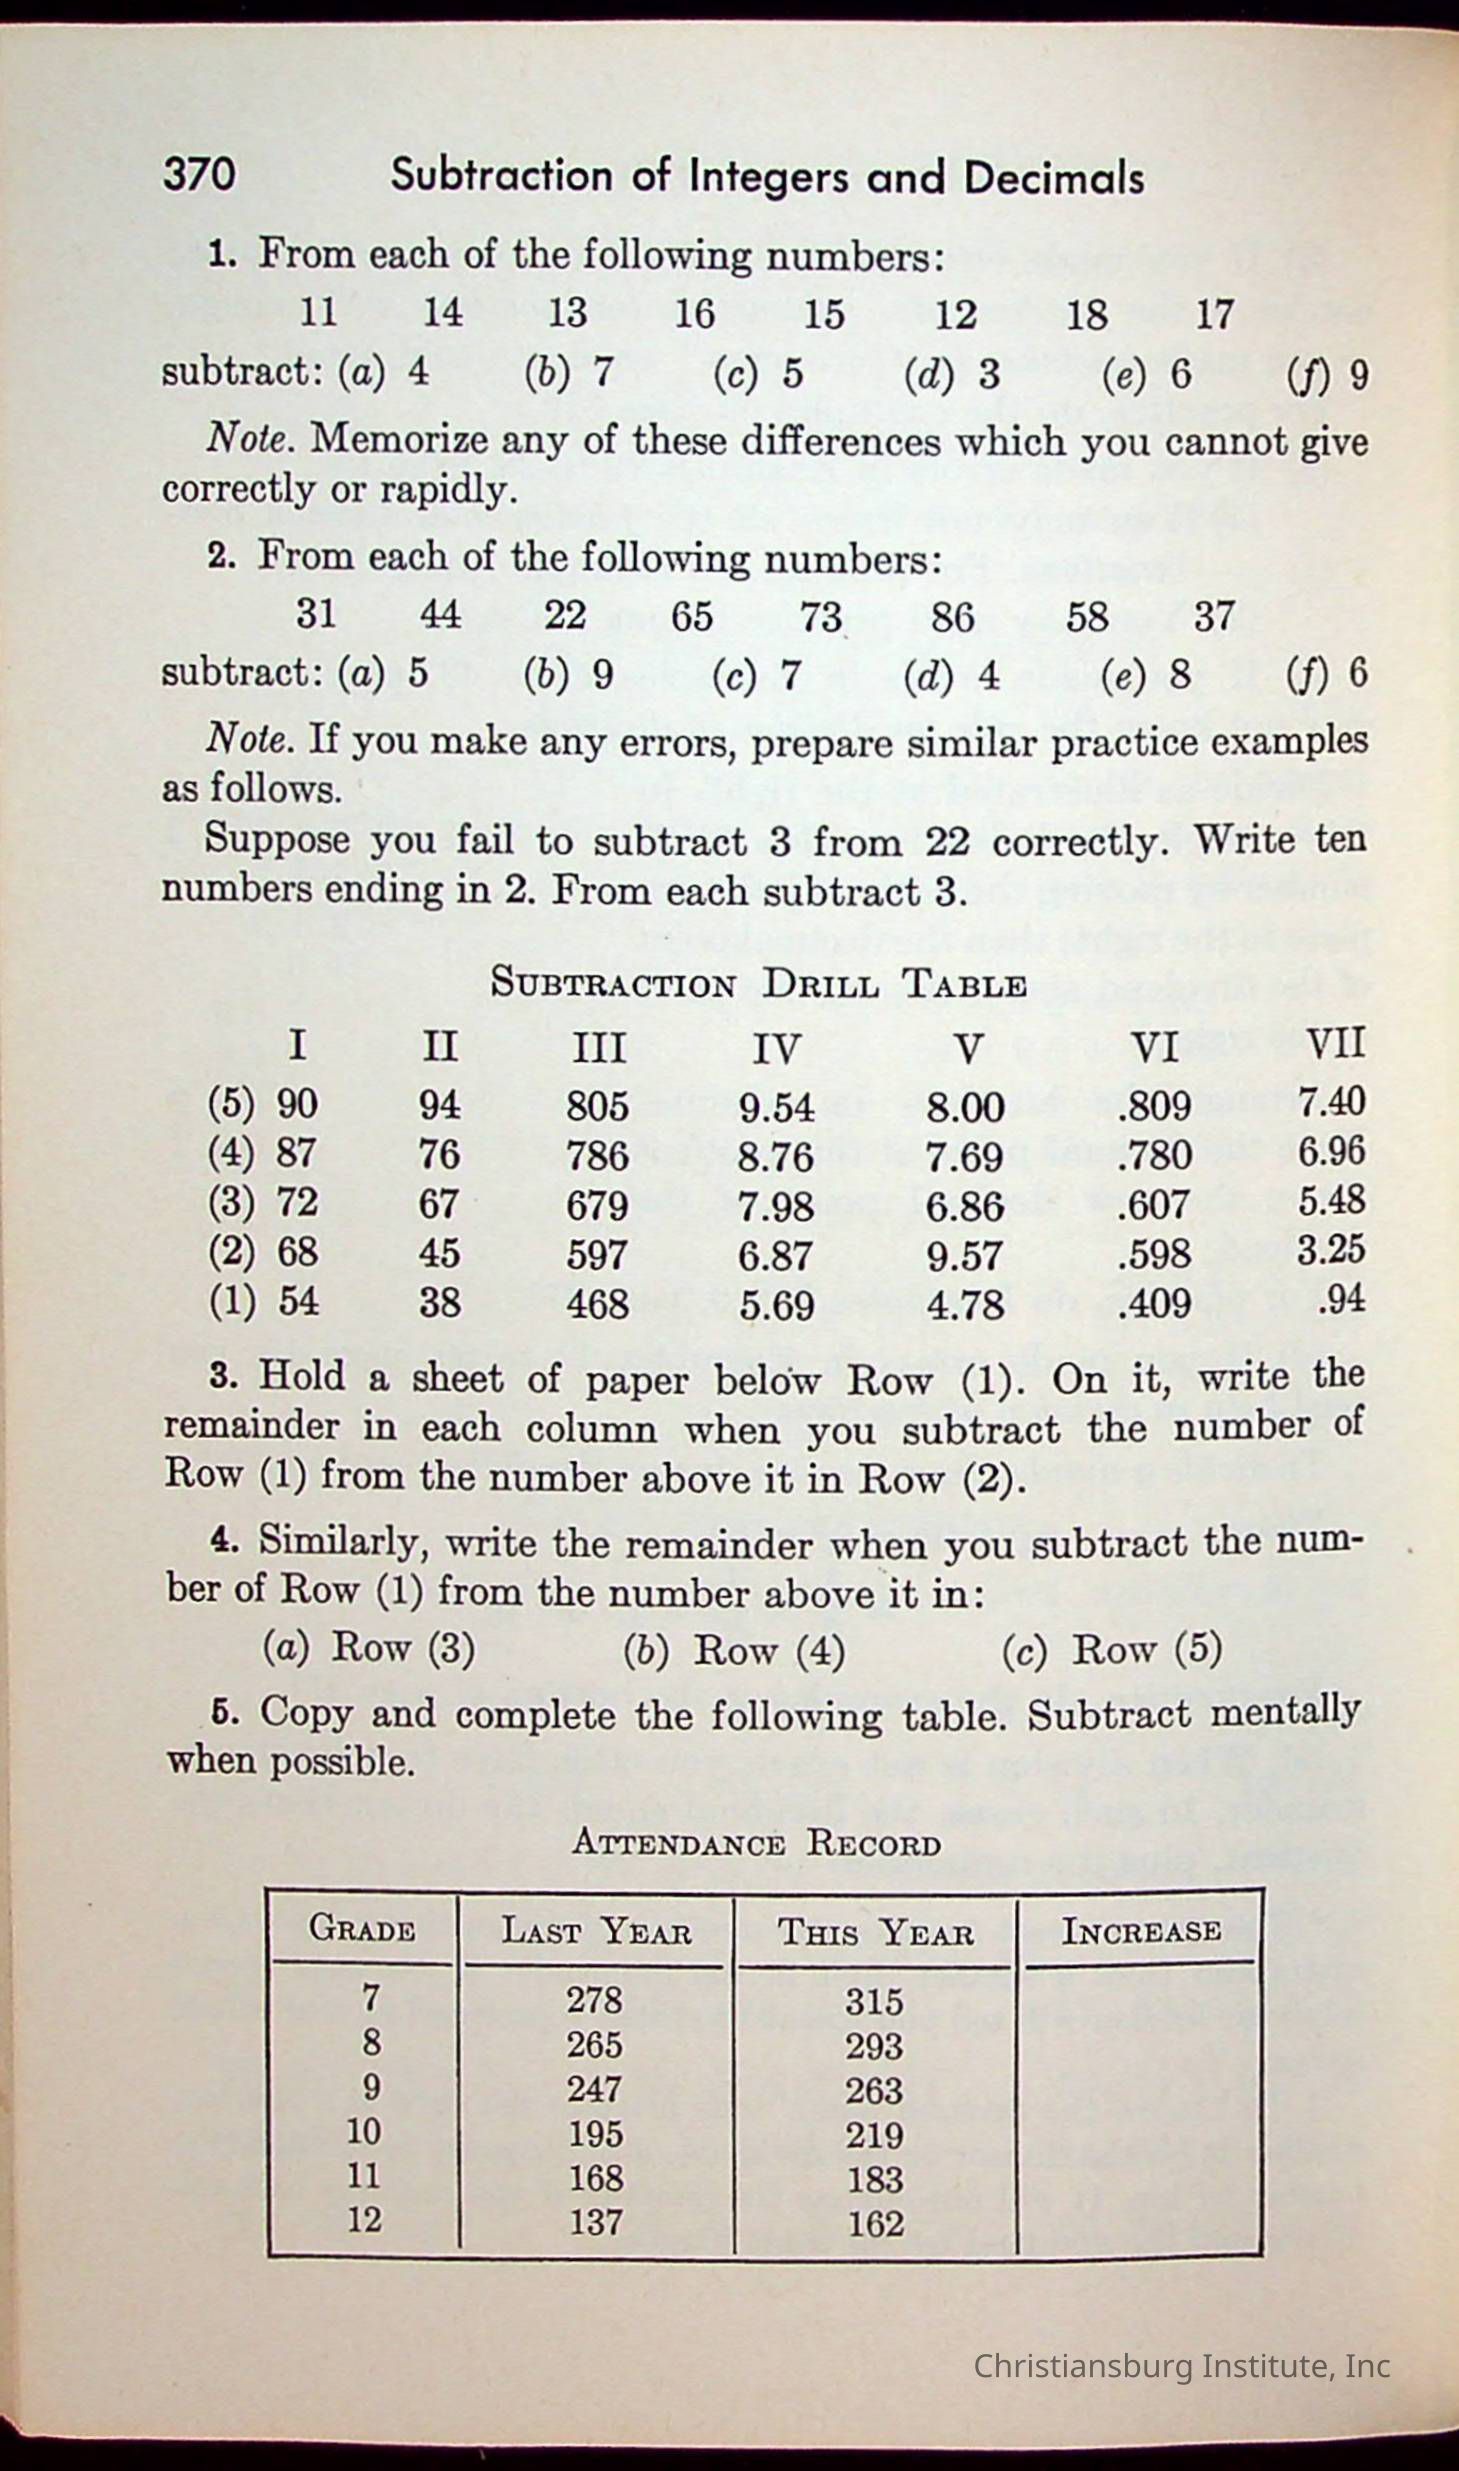 370 Subtraction of Integers and Decimals
1. From each of the following numbers:
11 14 13 16 15 12 18 17
subtract: (a) 4 (b) 7 (c) 5 (d) 3 (e) 6 (f) 9
Note. Memorize any of these differences which you cannot give
correctly or rapidly.
2. From each of the following numbers:
31 44 22 65 73 86 58 37
subtract: (a) 5 (b) 9 (c) 7 (d) 4 (e) 8 (f) 6
Note. If you make any errors, prepare similar practice examples
as follows.
Suppose you fail to subtract 3 from 22 correctly. Write ten
numbers ending in 2. From each subtract 3.
SUBTRACTION DRILL TABLE
I II III IV V VI VII
(5) 90 94 805 9.54 8.00 .809 7.40
(4) 87 76 786 8.76 7.69 .780 6.96
(3) 72 67 679 7.98 6.86 .607 5.48
(2) 68 45 597 6.87 9.57 .598 3.25
(1) 54 38 468 5.69 4.78 .409 .94
3. Hold a sheet of paper below Row (1). On it, write the
remainder in each column when you subtract the number of
Row (1) from the number above it in Row (2).
4. Similarly, write the remainder when you subtract the num-
ber of Row (1) from the number above it in:
(a) Row (3) (b) Row (4) (c) Row (5)
5. Copy and complete the following table. Subtract mentally
when possible.
ATTENDANCE RECORD
GRADE LAST YEAR THIS YEAR INCREASE
7 278 315
8 265 293
9 247 263
10 195 219
11 168 183
12 137 162
Christiansburg Institute, Inc